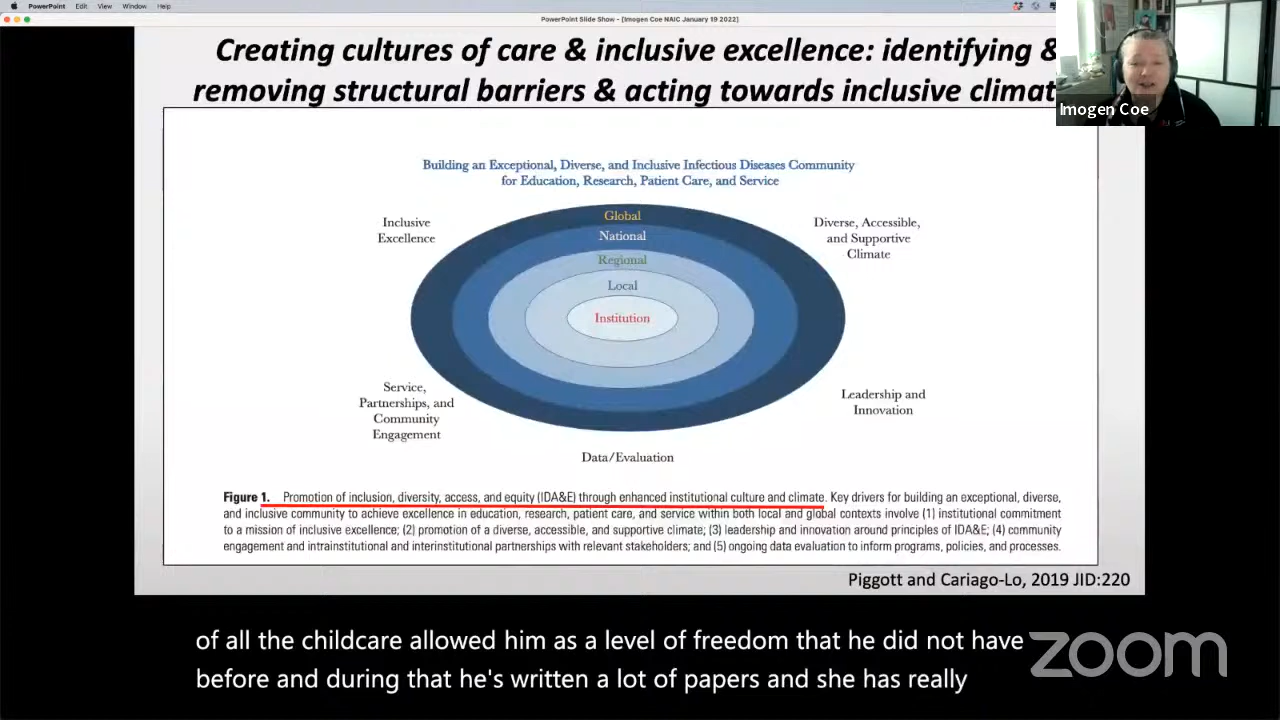 PowerPoint Edit View Window Help
PowerPoint Slide Show - [Imogen Coe NAIC January 19 2022]
Creating cultures of care & inclusive excellence: identifying &
removing structural barriers & acting towards inclusive climat
Imogen Coe
Building an Exceptional, Diverse, and Inclusive Infectious Diseases Community
for Education, Research, Patient Care, and Service
Inclusive
Excellence
Global
National
Regional
Local
Institution
Diverse, Accessible,
and Supportive
Climate
Service,
Partnerships, and
Community
Engagement
Leadership and
Innovation
Data/Evaluation
Figure 1. Promotion of inclusion, diversity, access, and equity (IDA&E) through enhanced institutional culture and climate. Key drivers for building an exceptional, diverse,
and inclusive community to achieve excellence in education, research, patient care, and service within both local and global contexts involve (1) institutional commitment
to a mission of inclusive excellence; (2) promotion of a diverse, accessible, and supportive climate; (3) leadership and innovation around principles of IDA&E; (4) community
engagement and intrainstitutional and interinstitutional partnerships with relevant stakeholders; and (5) ongoing data evaluation to inform programs, policies, and processes.
Piggott and Cariago-Lo, 2019 JID:220
of all the childcare allowed him as a level of freedom that he did not have
before and during that he's written a lot of papers and she has really
zoom